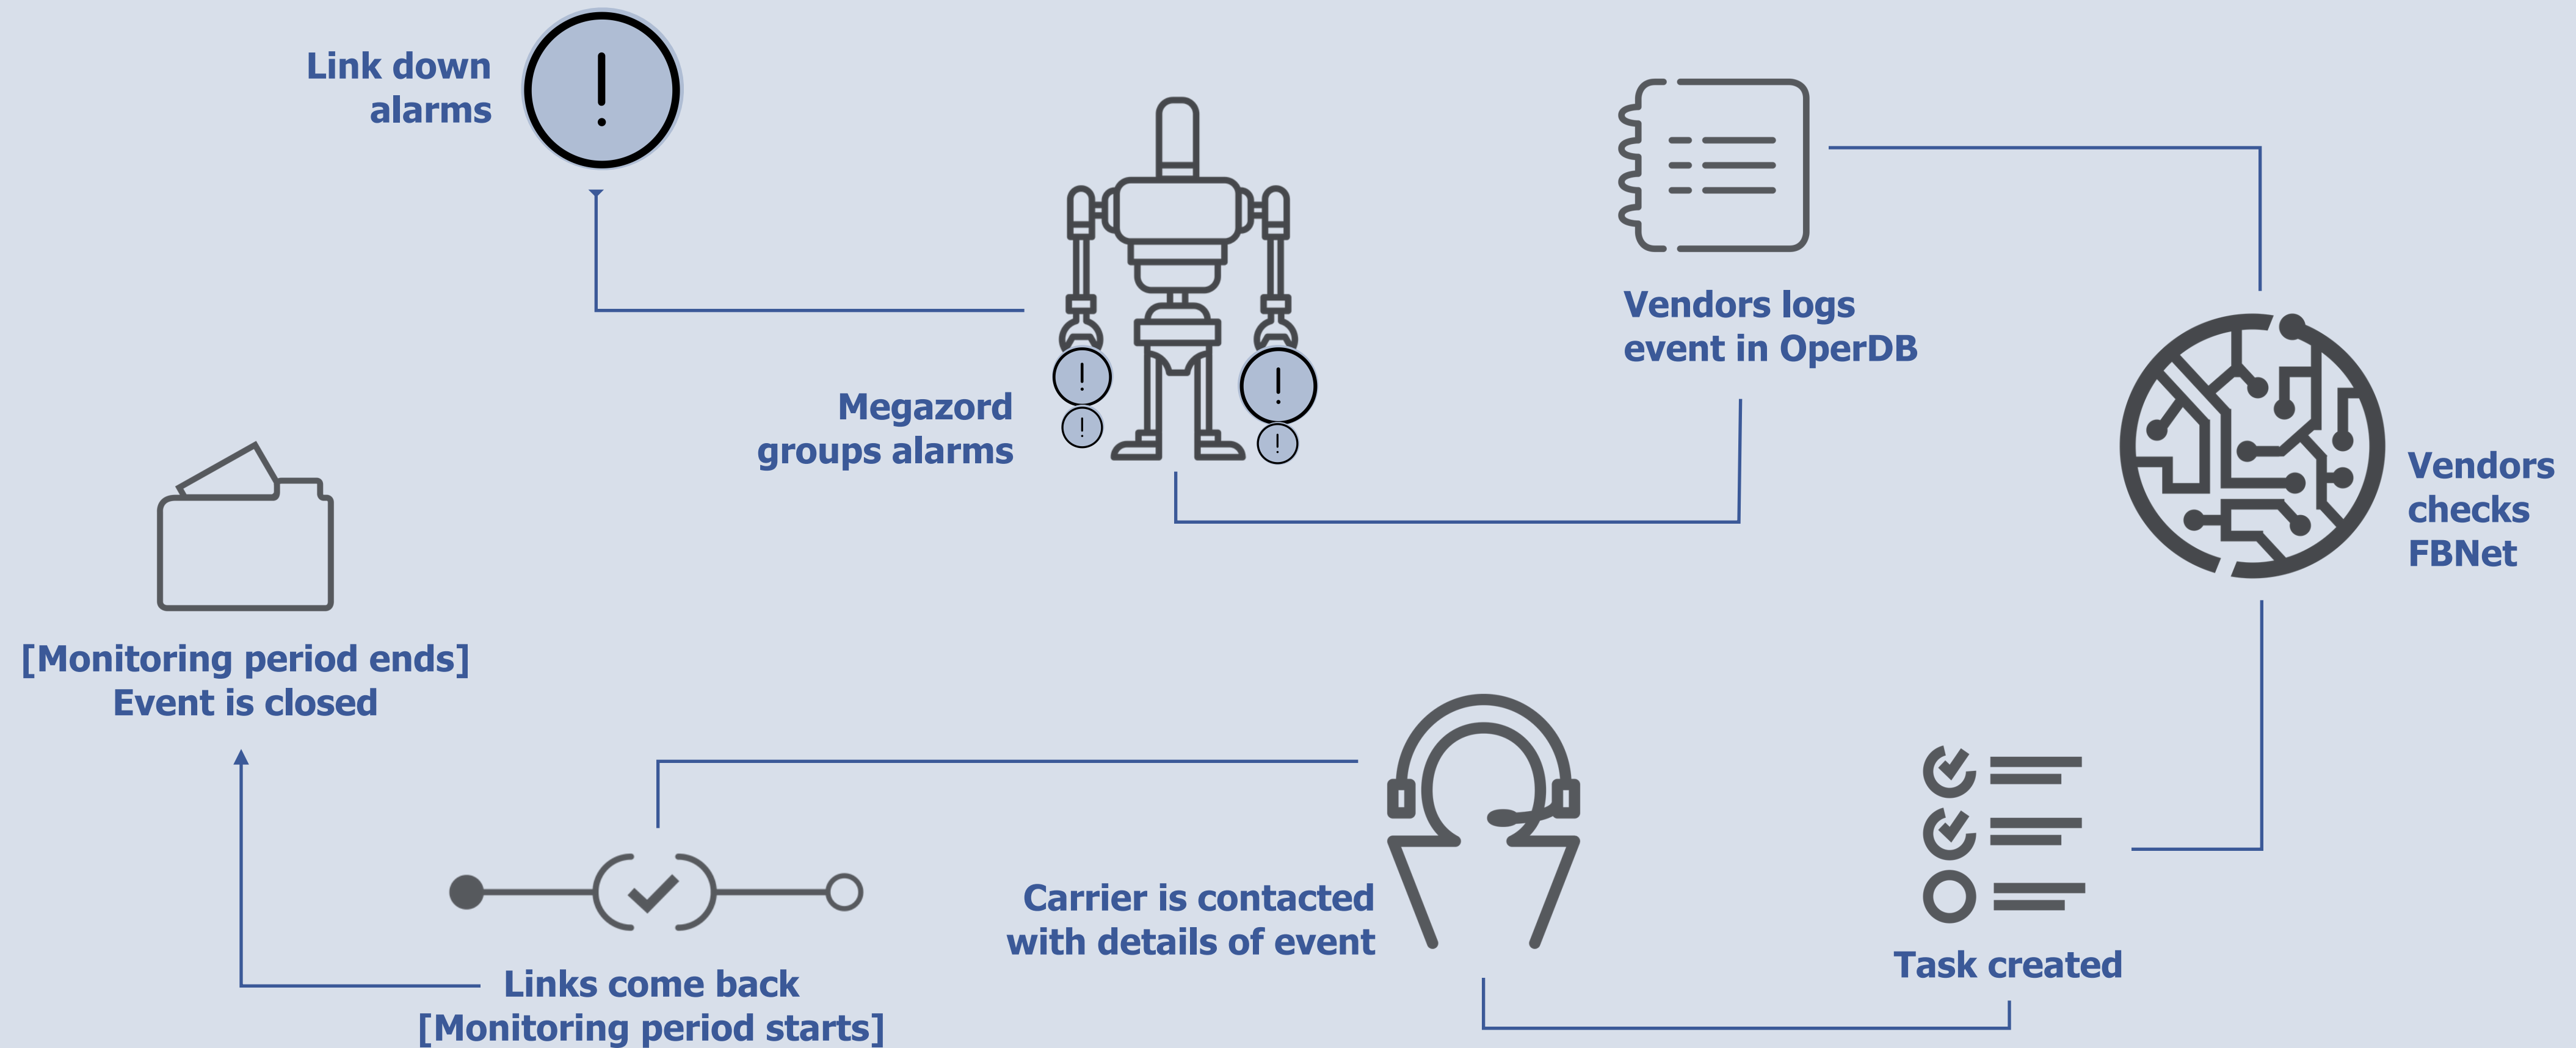 Link down
alarms
Megazord
groups alarms
Vendors logs
event in OperDB
Vendors
checks
FBNet
Task created
Carrier is contacted
with details of event
Links come back
[Monitoring period starts]
[Monitoring period ends]
Event is closed